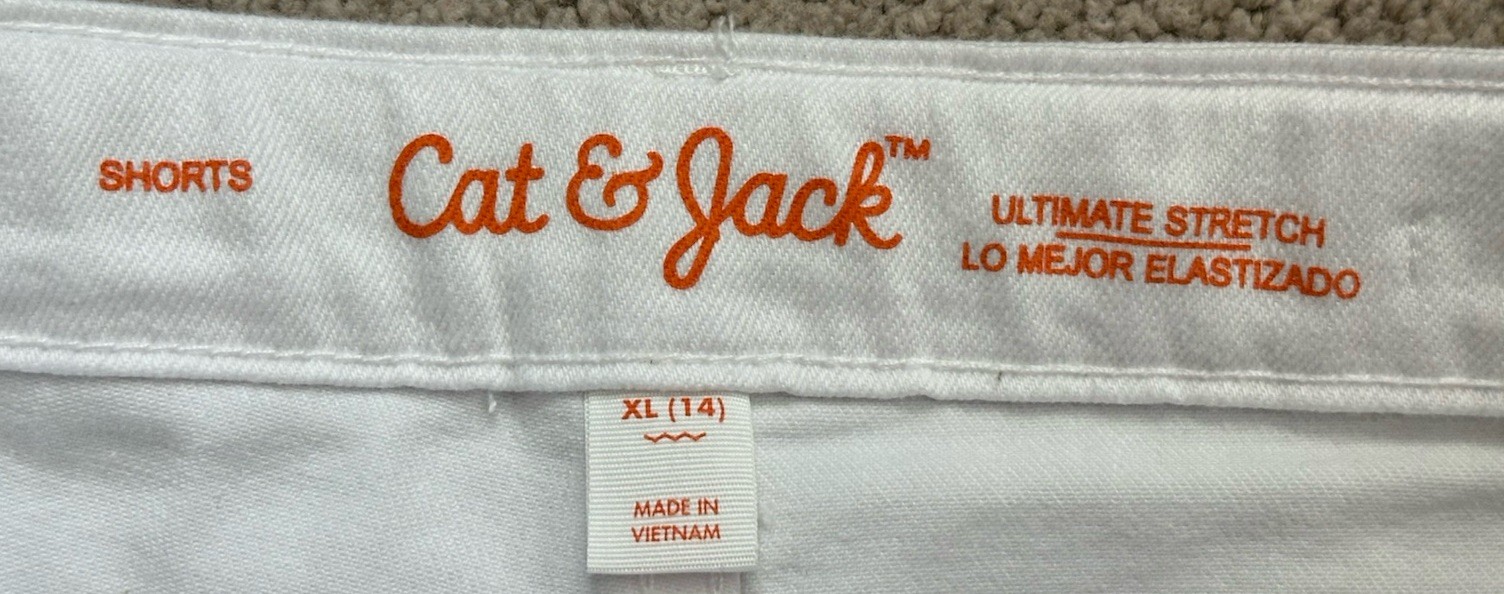 SHORTS
Cat & Jack™
ULTIMATE STRETCH
LO MEJOR ELASTIZADO
XL (14)
MADE IN
VIETNAM